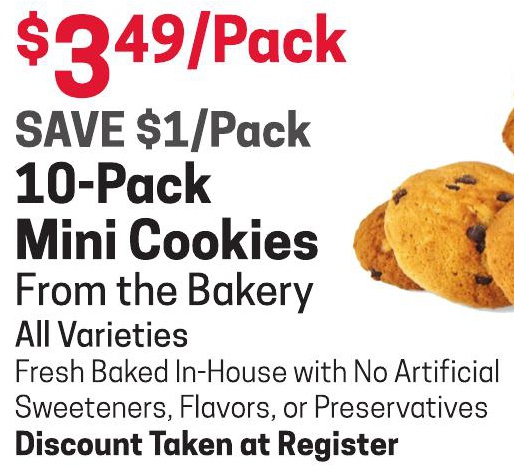 $3.49/Pack
SAVE $1/Pack
10-Pack
Mini Cookies
From the Bakery
All Varieties
Fresh Baked In-House with No Artificial
Sweeteners, Flavors, or Preservatives
Discount Taken at Register